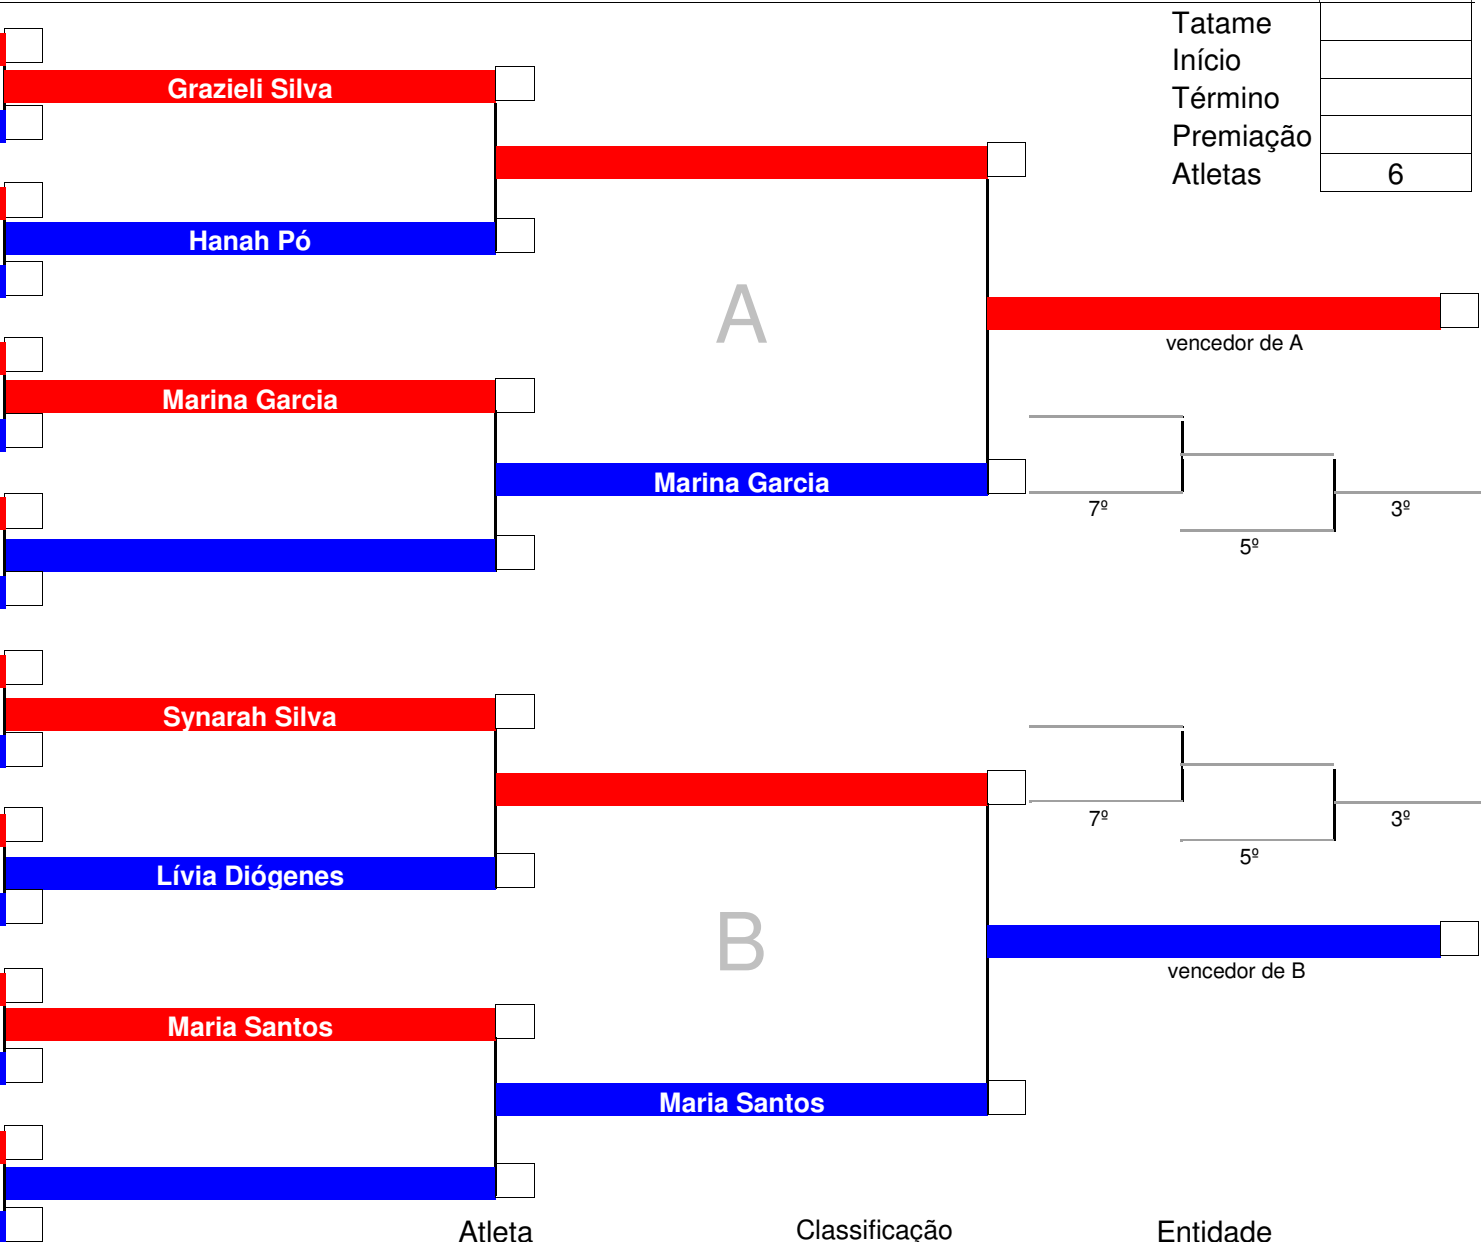 Tatame
Início
Término
Premiação
Atletas 6
Grazieli Silva
Hanah Pó
A
vencedor de A
Marina Garcia
Marina Garcia
7º
3º
5º
Synarah Silva
7º
3º
5º
Lívia Diógenes
B
vencedor de B
Maria Santos
Maria Santos
Atleta Classificação Entidade